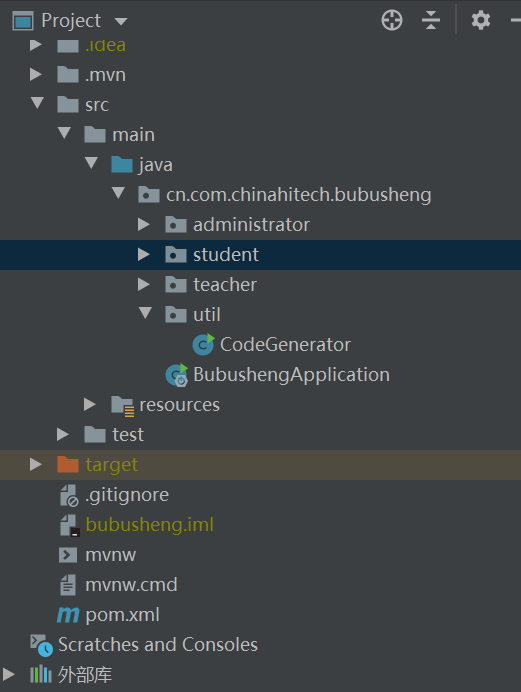 Project
.idea
.mvn
src
main
java
cn.com.chinahitech.bubusheng
administrator
student
teacher
util
CodeGenerator
BubushengApplication
resources
test
target
.gitignore
bubusheng.iml
mvnw
mvnw.cmd
pom.xml
Scratches and Consoles
外部库